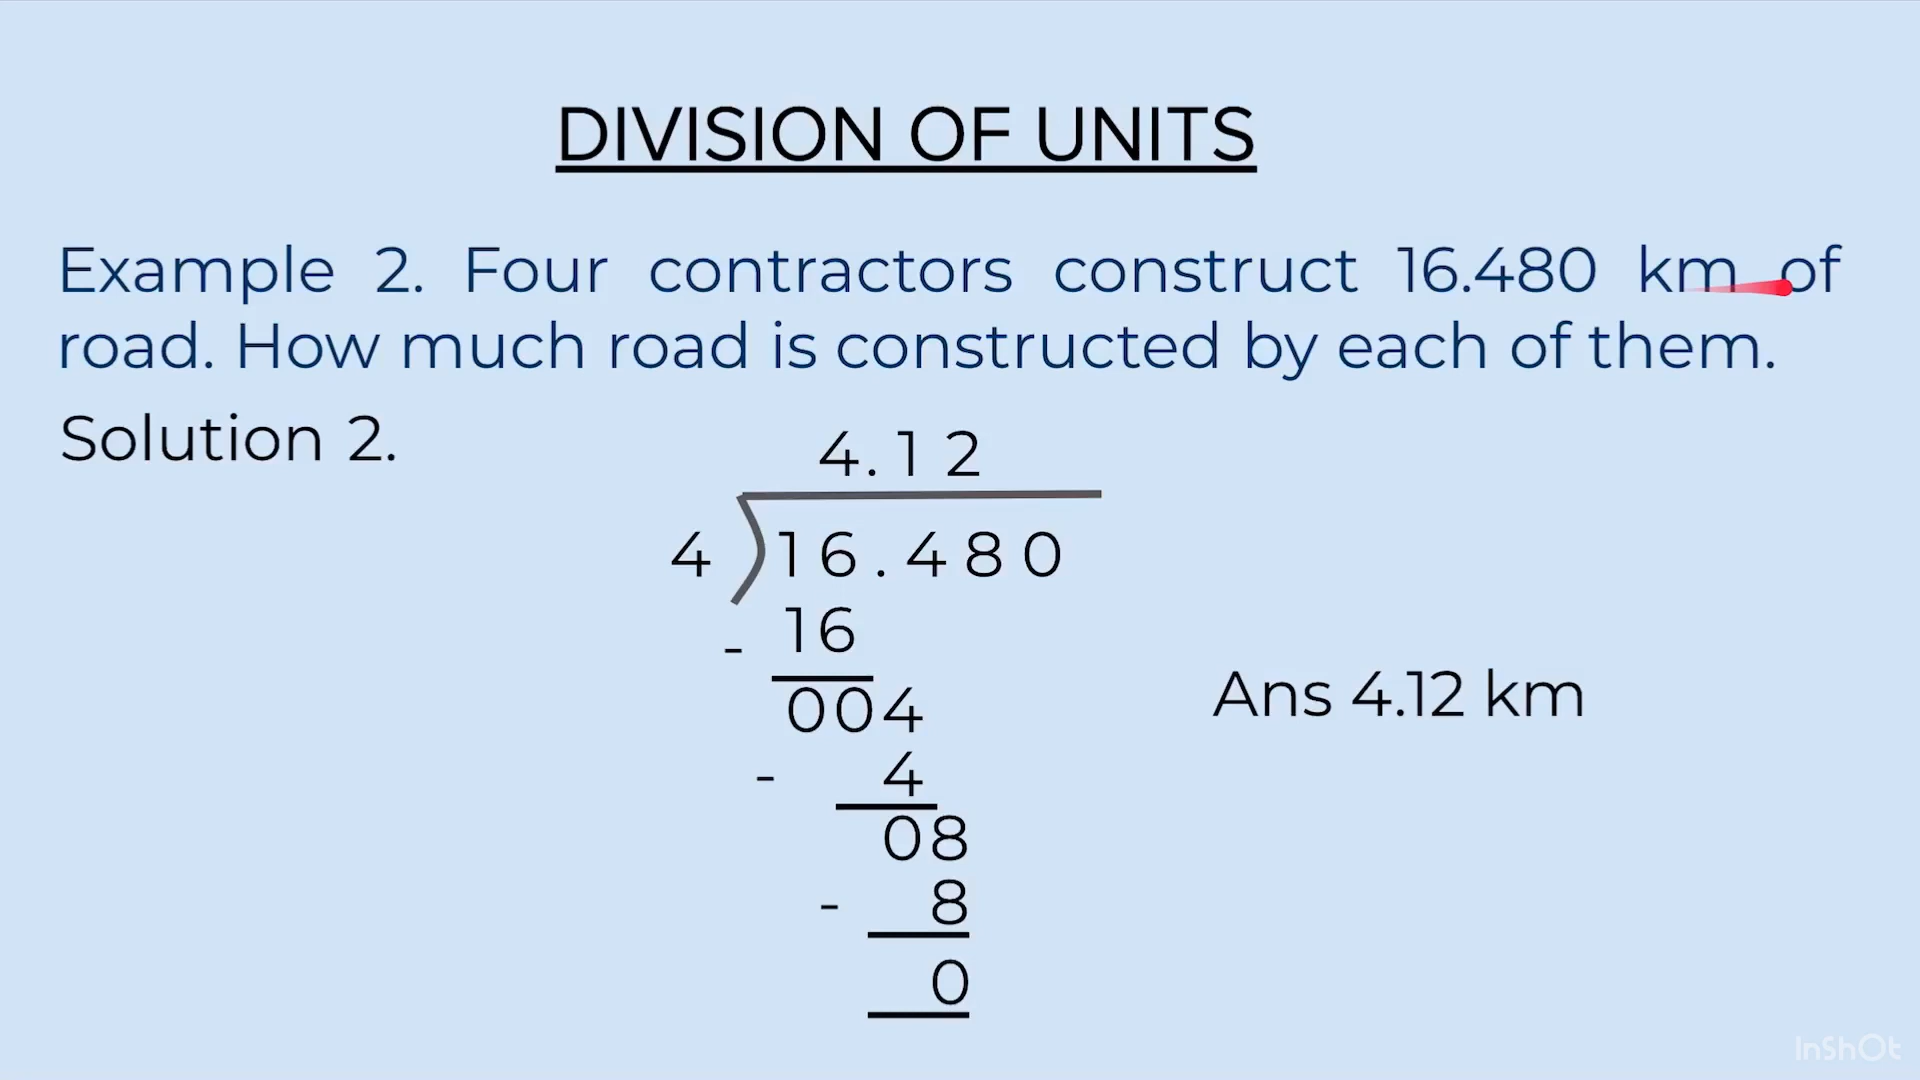 DIVISION OF UNITS
Example 2. Four contractors construct 16.480 km of
road. How much road is constructed by each of them.
Solution 2.
4.12
4 16.480
- 16
004
- 4
08
- 8
0
Ans 4.12 km
InShOt